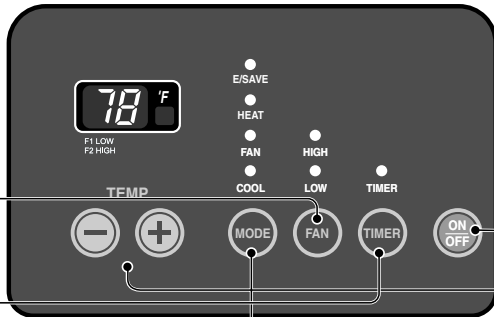 E/SAVE
78 °F
HEAT
F1 LOW
F2 HIGH
FAN HIGH
COOL LOW TIMER
TEMP
MODE FAN TIMER ON
OFF